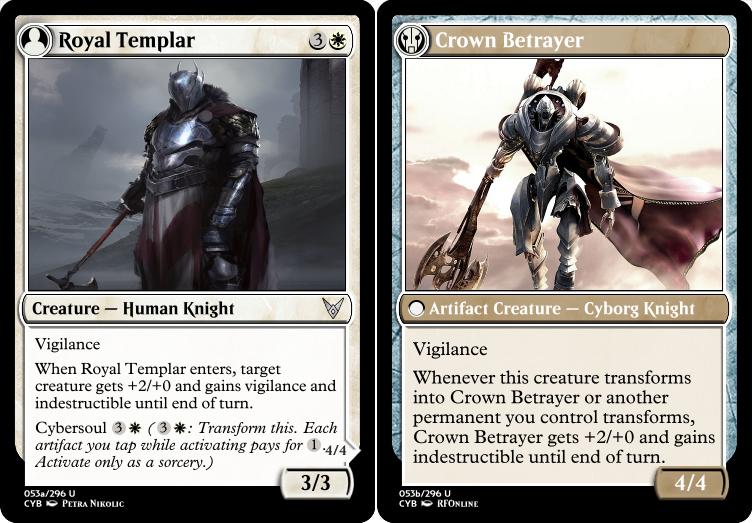 Royal Templar 3
Creature — Human Knight
Vigilance
When Royal Templar enters, target
creature gets +2/+0 and gains vigilance and
indestructible until end of turn.
Cybersoul 3 ( 3 : Transform this. Each
artifact you tap while activating pays for 1.
Activate only as a sorcery.)
4/4
3/3
053a/296 U
CYB Petra Nikolic
Crown Betrayer
Artifact Creature — Cyborg Knight
Vigilance
Whenever this creature transforms
into Crown Betrayer or another
permanent you control transforms,
Crown Betrayer gets +2/+0 and gains
indestructible until end of turn.
4/4
053b/296 U
CYB RFOnline